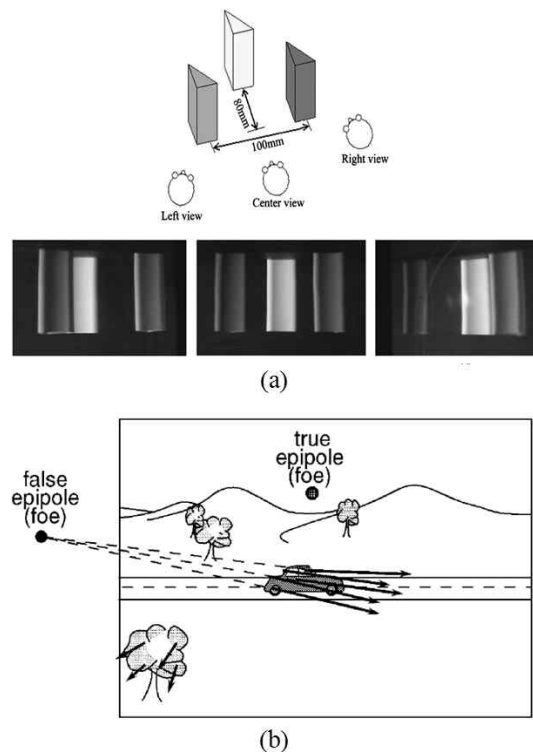 80mm
100mm
Right view
Left view
Center view
(a)
false
epipole
(foe)
true
epipole
(foe)
(b)